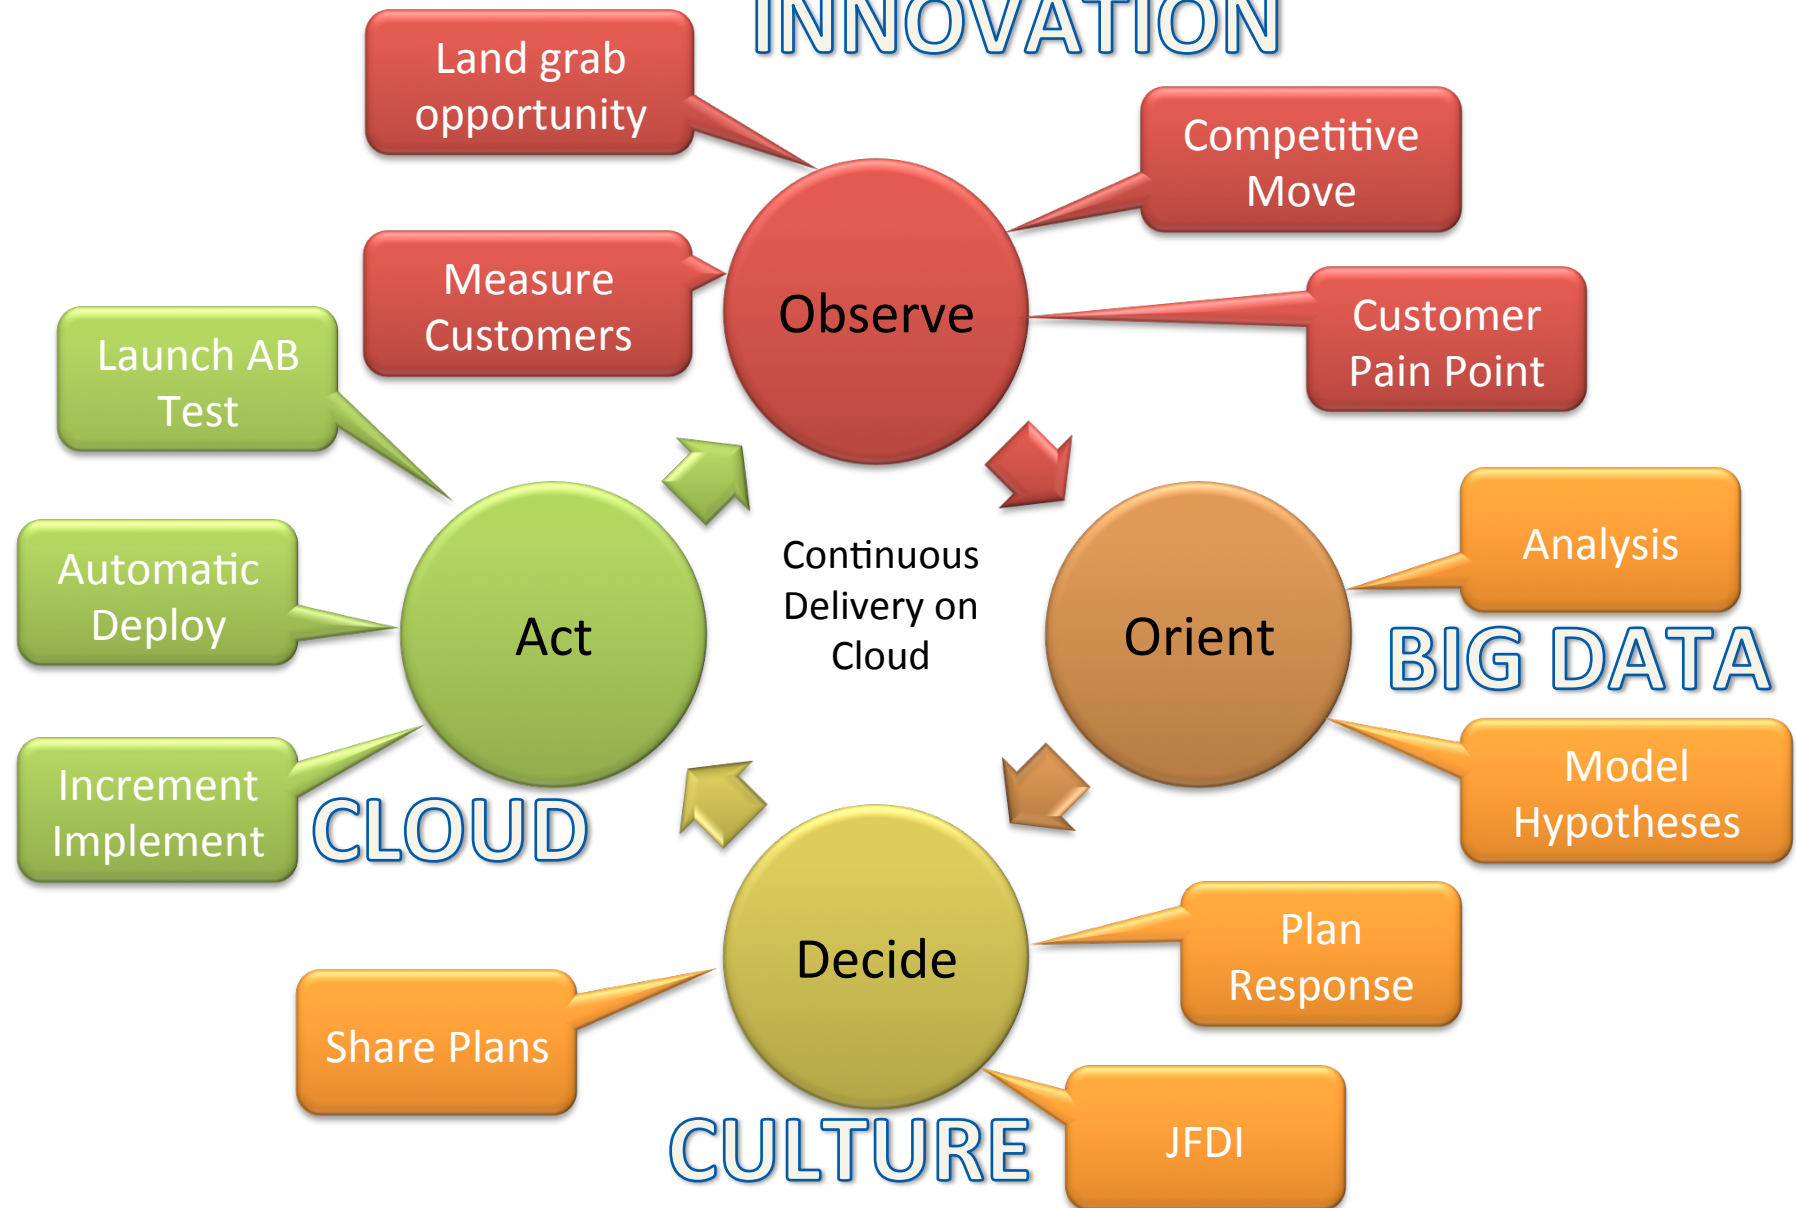 INNOVATION
Land grab
opportunity
Competitive
Move
Measure
Customers
Observe
Customer
Pain Point
Launch AB
Test
Continuous
Delivery on
Cloud
Analysis
Automatic
Deploy
Act
Orient
BIG DATA
Increment
Implement
CLOUD
Model
Hypotheses
Decide
Plan
Response
Share Plans
CULTURE
JFDI